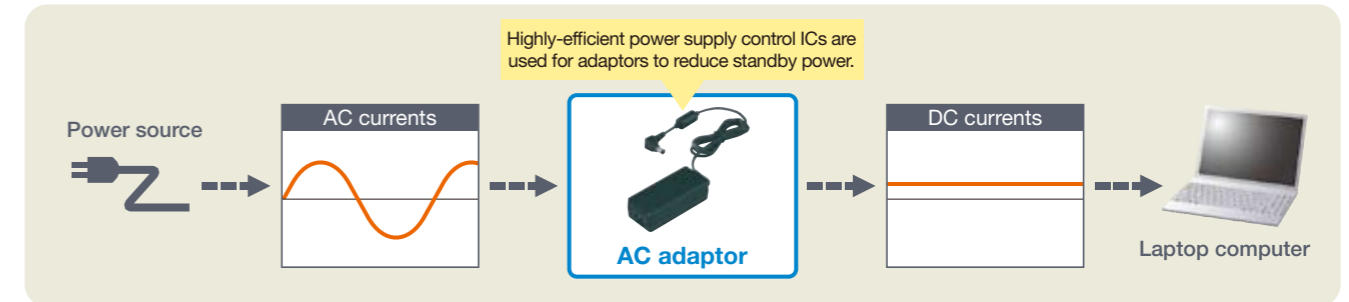 Highly-efficient power supply control ICs are
used for adaptors to reduce standby power.
Power source
AC currents
AC adaptor
DC currents
Laptop computer